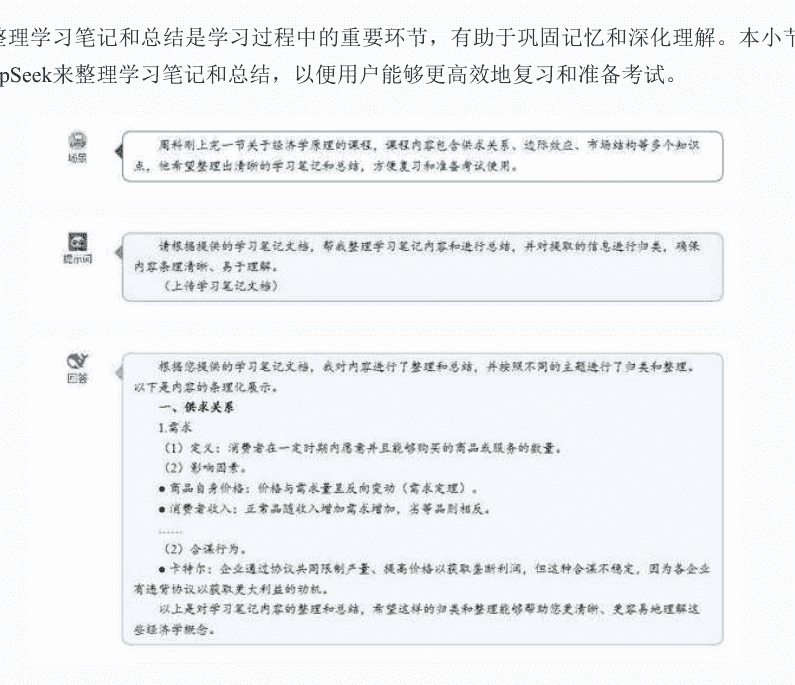 整理学习笔记和总结是学习过程中的重要环节，有助于巩固记忆和深化理解。本小节
pSeek来整理学习笔记和总结，以便用户能够更高效地复习和准备考试。
场景
周科刚上完一节关于经济学原理的课程，课程内容包含供求关系、边际效应、市场结构等多个知识
点，他希望整理出清晰的学习笔记和总结，方便复习和准备考试使用。
提示词
请根据提供的学习笔记文档，帮我整理学习笔记内容和进行总结，并对提取的信息进行归类，确保
内容条理清晰、易于理解。
（上传学习笔记文档）
回答
根据您提供的学习笔记文档，我对内容进行了整理和总结，并按照不同的主题进行了归类和整理。
以下是内容的条理化展示。
一、供求关系
1.需求
（1）定义：消费者在一定时期内愿意并且能够购买的商品或服务的数量。
（2）影响因素。
● 商品自身价格：价格与需求量呈反向变动（需求定理）。
● 消费者收入：正常品随收入增加需求增加，劣等品则相反。
……
（2）合谋行为。
● 卡特尔：企业通过协议共同限制产量、提高价格以获取垄断利润，但这种合谋不稳定，因为各企业
有违背协议以获取更大利益的动机。
以上是对学习笔记内容的整理和总结，希望这样的归类和整理能够帮助您更清晰、更容易地理解这
些经济学概念。